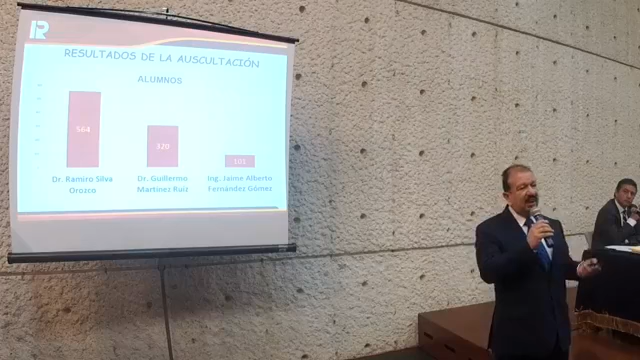 R
RESULTADOS DE LA AUSCULTACIÓN
ALUMNOS
564
320
101
Dr. Ramiro Silva
Orozco
Dr. Guillermo
Martínez Ruiz
Ing. Jaime Alberto
Fernández Gómez